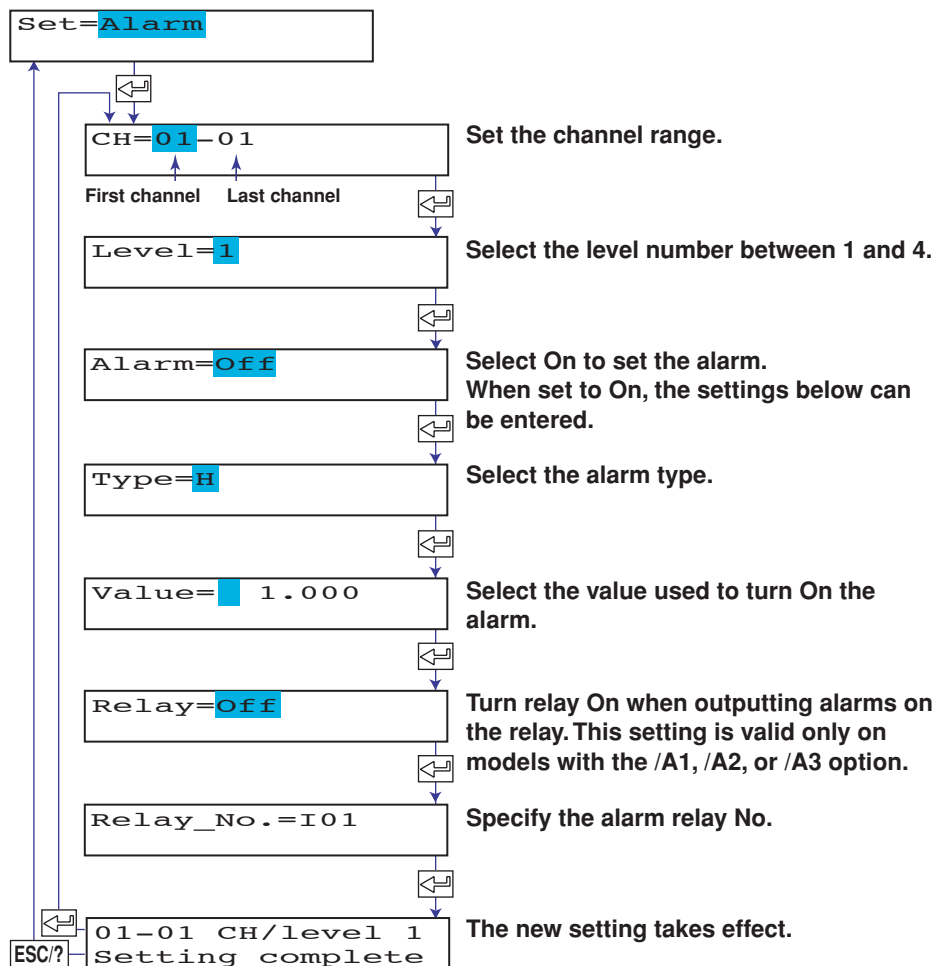 Set=Alarm
CH=01-01
Set the channel range.
First channel
Last channel
Level=1
Select the level number between 1 and 4.
Alarm=Off
Select On to set the alarm.
When set to On, the settings below can
be entered.
Type=H
Select the alarm type.
Value= 1.000
Select the value used to turn On the
alarm.
Relay=Off
Turn relay On when outputting alarms on
the relay. This setting is valid only on
models with the /A1, /A2, or /A3 option.
Relay_No.=I01
Specify the alarm relay No.
01-01 CH/level 1
Setting complete
The new setting takes effect.
ESC/?